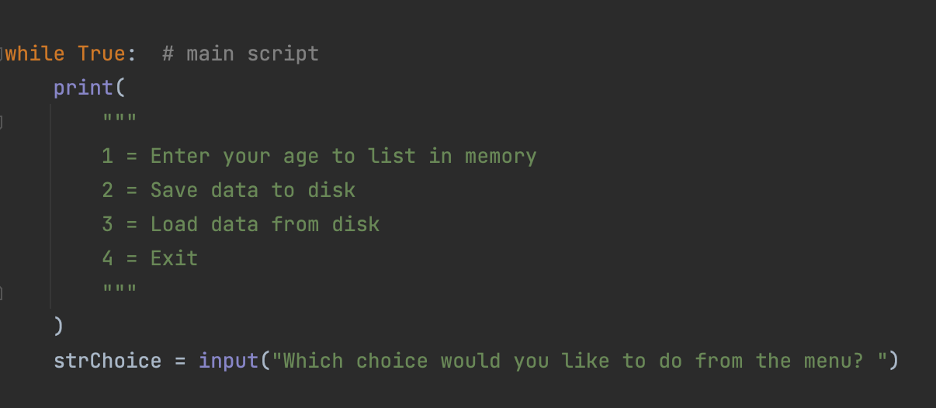 while True:  # main script
    print(
        """
        1 = Enter your age to list in memory
        2 = Save data to disk
        3 = Load data from disk
        4 = Exit
        """
    )
    strChoice = input("Which choice would you like to do from the menu? ")